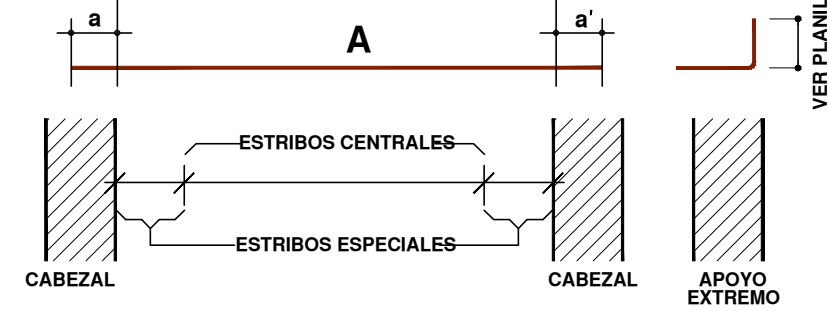 a
A
a'
VER PLANIL
ESTRIBOS CENTRALES
ESTRIBOS ESPECIALES
CABEZAL
CABEZAL
APOYO
EXTREMO